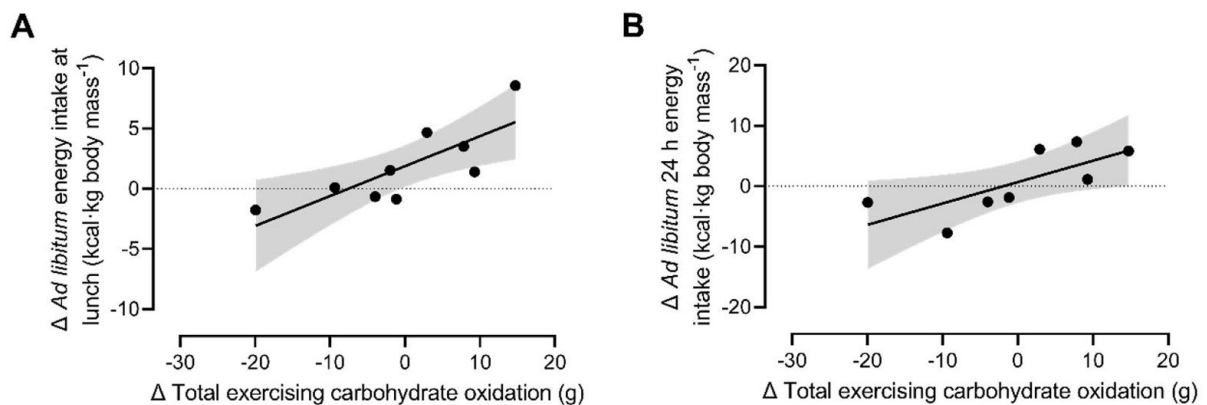 A
Δ Ad libitum energy intake at
lunch (kcal·kg body mass⁻¹)
10
5
0
-5
-10
-30
-20
-10
0
10
20
Δ Total exercising carbohydrate oxidation (g)
B
Δ Ad libitum 24 h energy
intake (kcal·kg body mass⁻¹)
20
10
0
-10
-20
-30
-20
-10
0
10
20
Δ Total exercising carbohydrate oxidation (g)